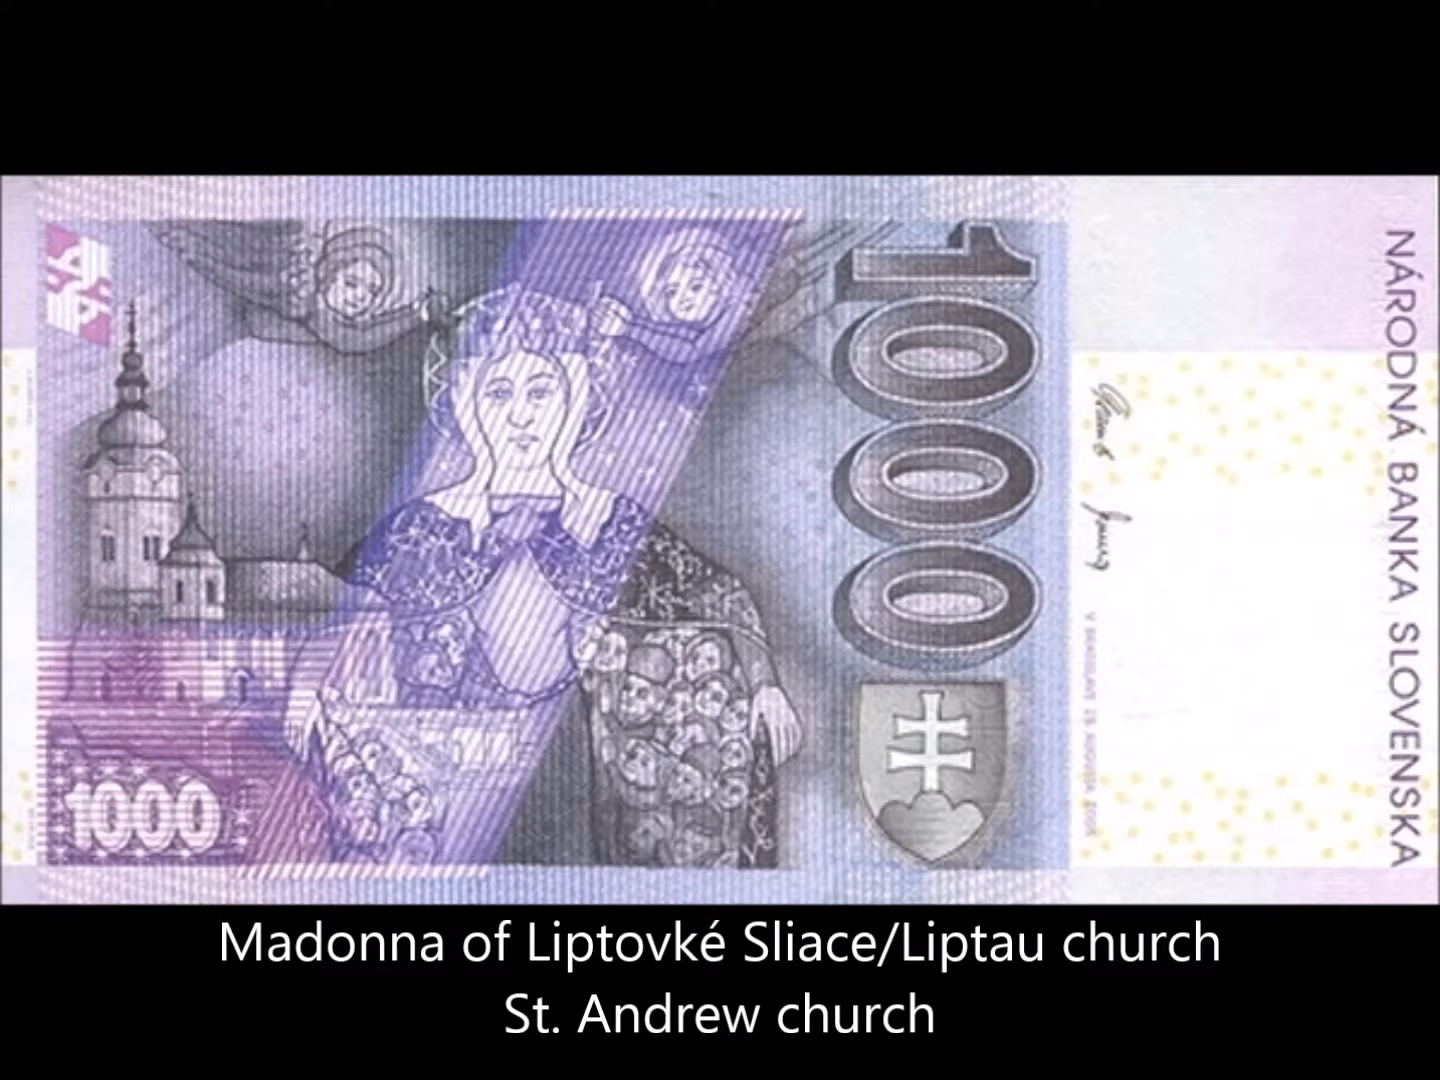 1000
NÁRODNÁ BANKA SLOVENSKA
1000
Madonna of Liptovké Sliace/Liptau church
St. Andrew church